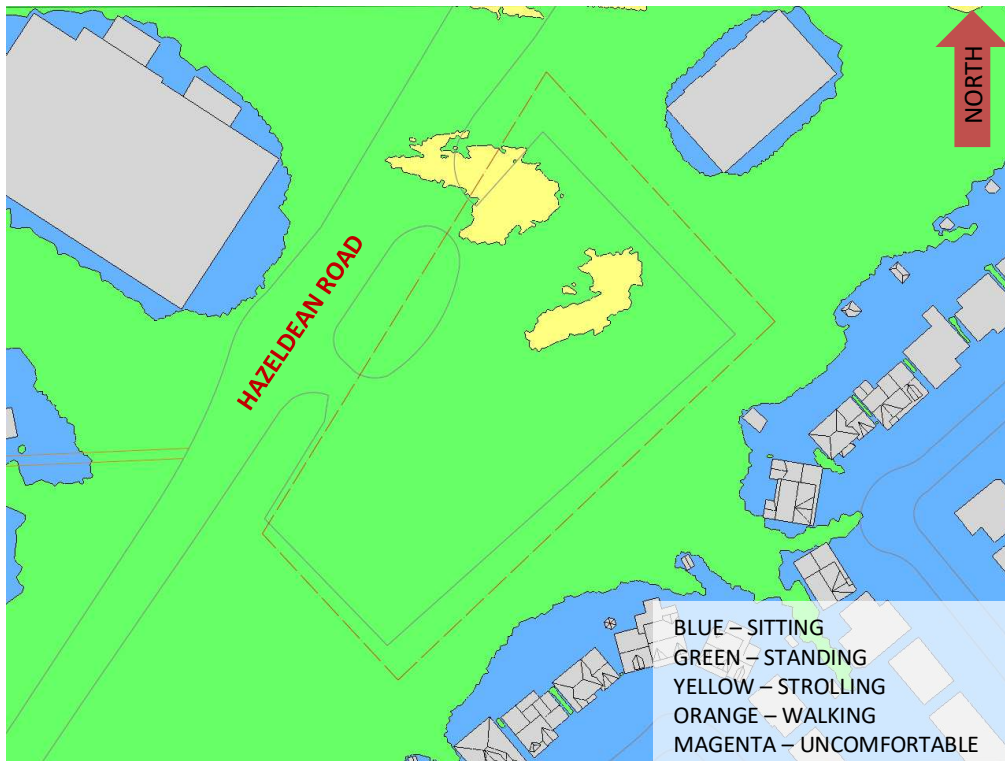 NORTH
HAZELDEAN ROAD
BLUE – SITTING
GREEN – STANDING
YELLOW – STROLLING
ORANGE – WALKING
MAGENTA – UNCOMFORTABLE